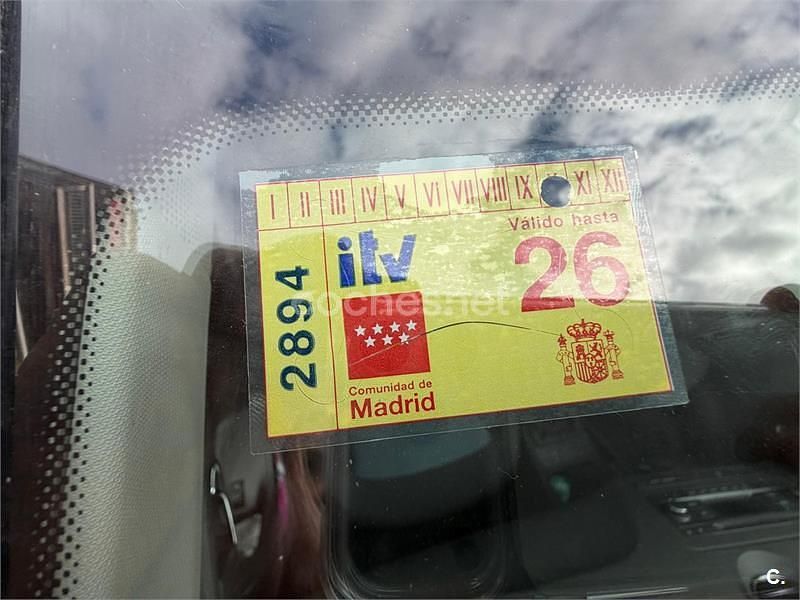 I II III IV V VI VII VIII IX XI XII
Válido hasta
itv
26
2894
coches.net
Comunidad de
Madrid
C.